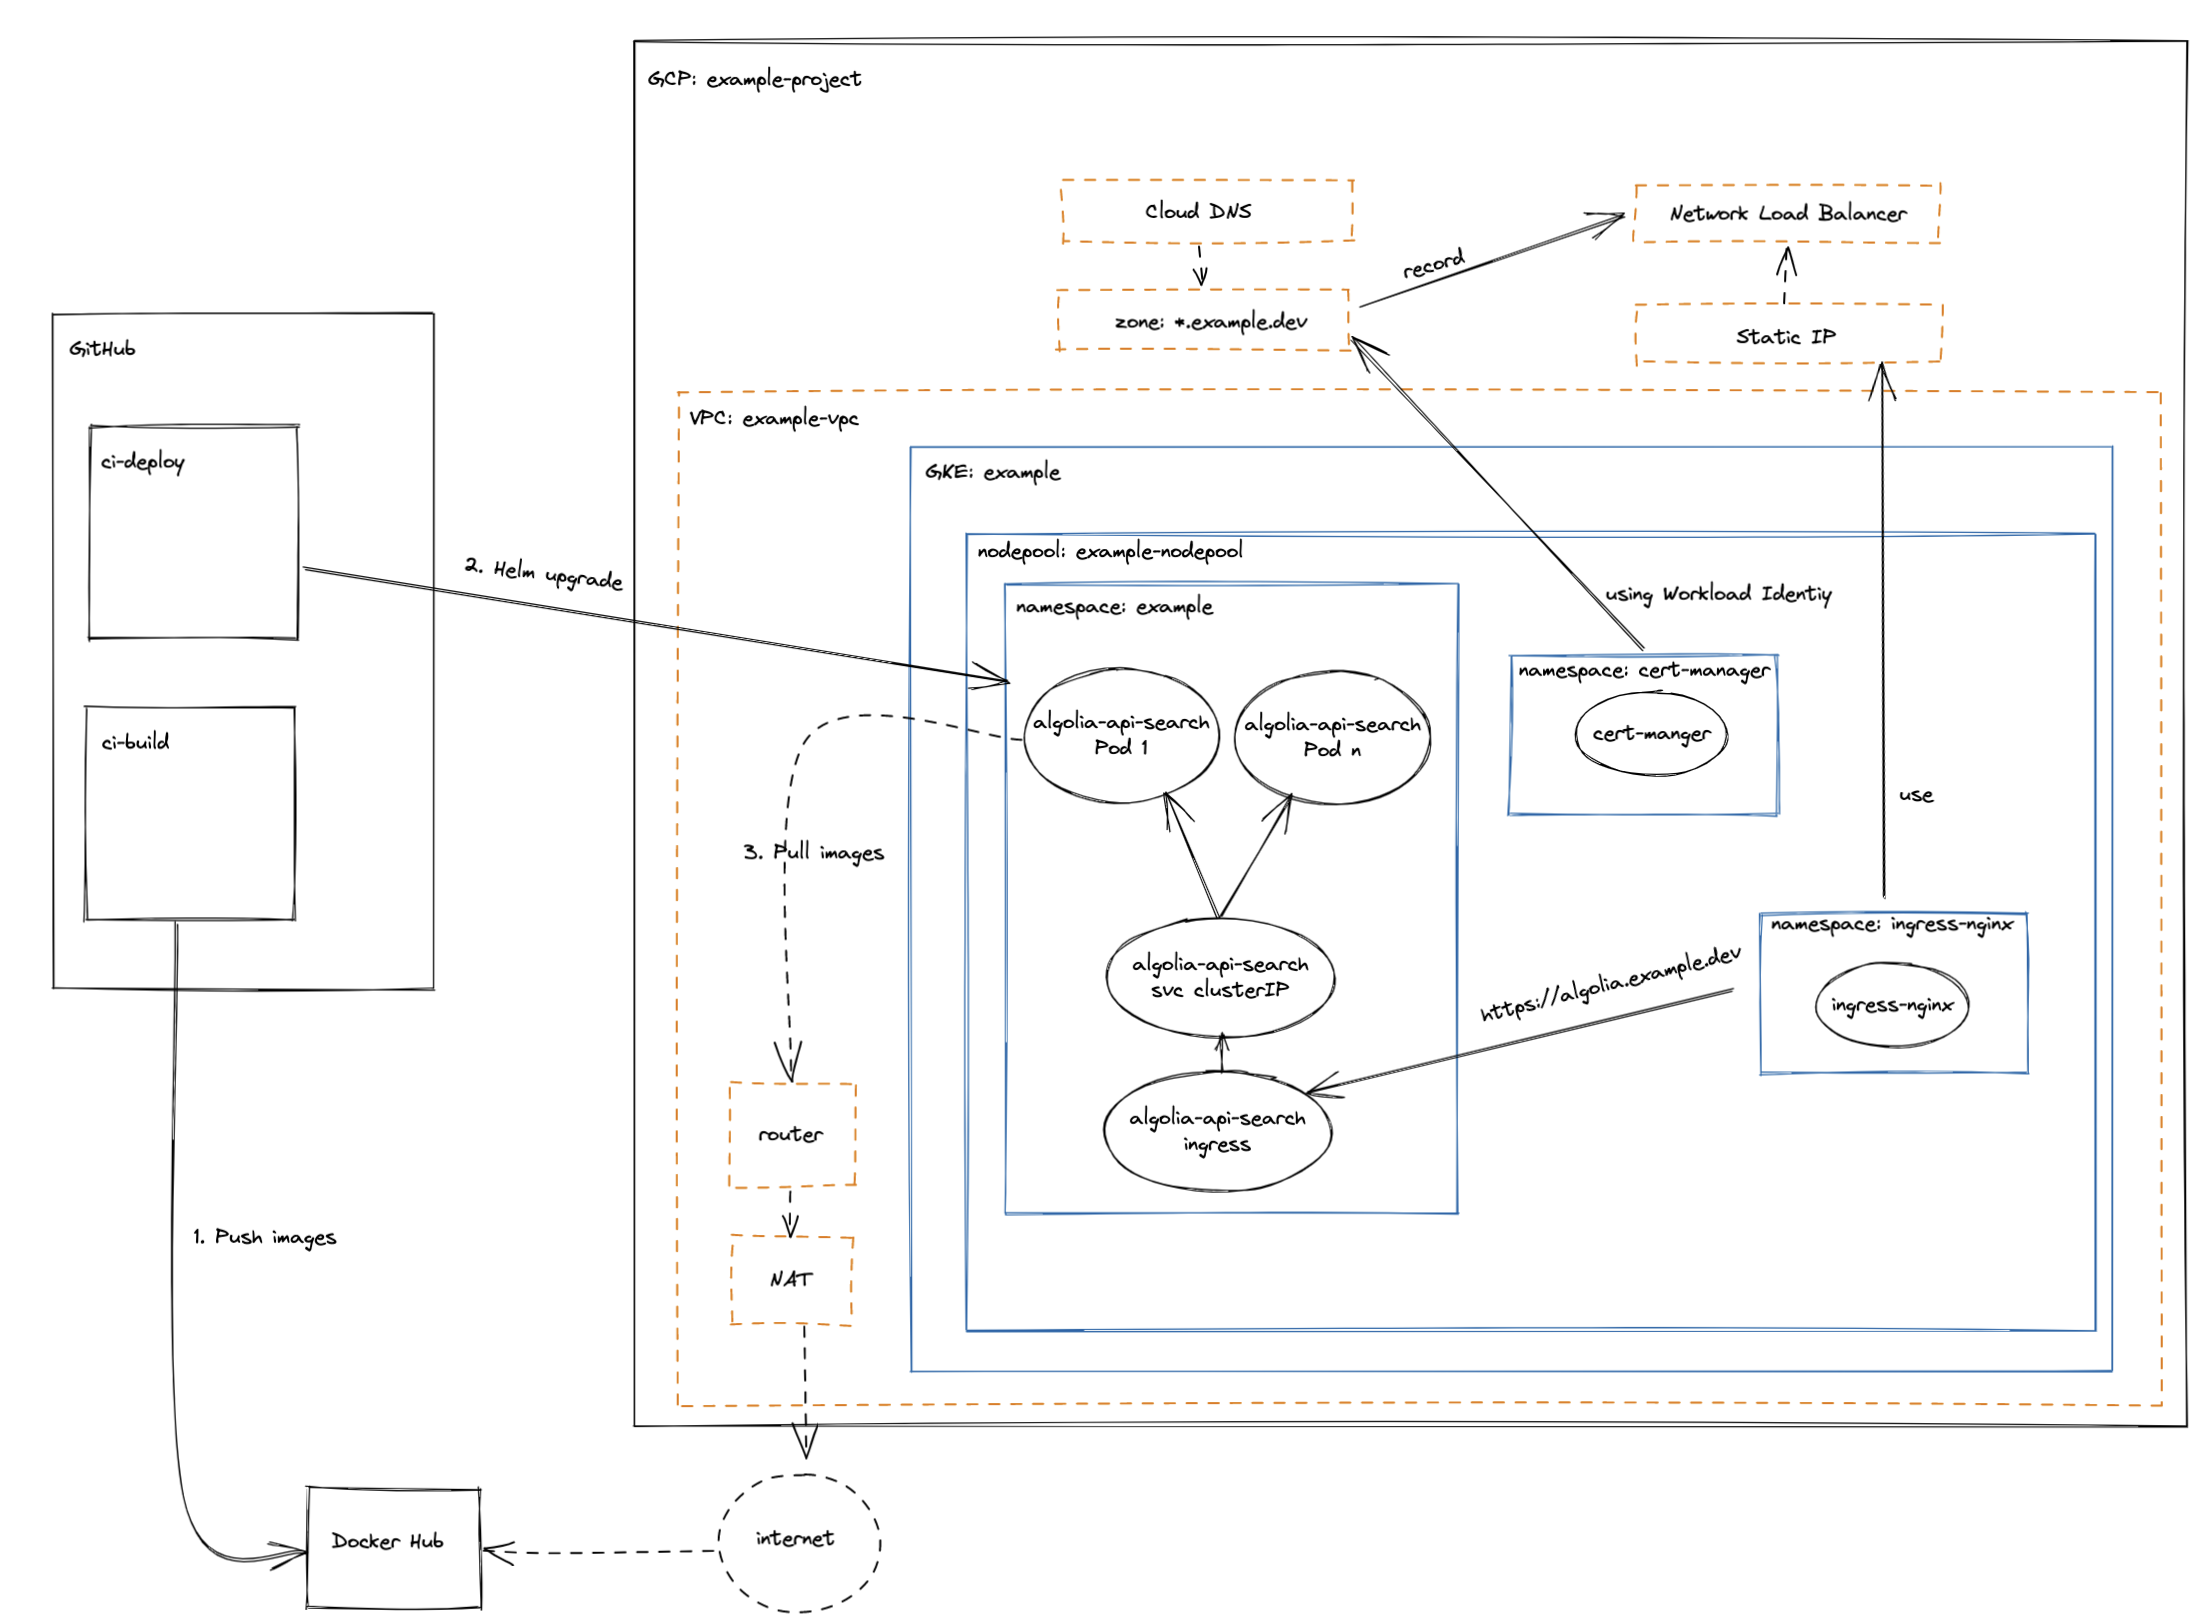 GCP: example-project
Cloud DNS
Network Load Balancer
record
zone: *.example.dev
Static IP
GitHub
VPC: example-vpc
ci-deploy
GKE: example
nodepool: example-nodepool
2. Helm upgrade
using Workload Identiy
namespace: example
namespace: cert-manager
algolia-api-search
Pod 1
algolia-api-search
Pod n
cert-manger
ci-build
use
3. Pull images
namespace: ingress-nginx
algolia-api-search
svc clusterIP
https://algolia.example.dev
ingress-nginx
algolia-api-search
ingress
router
1. Push images
NAT
Docker Hub
internet